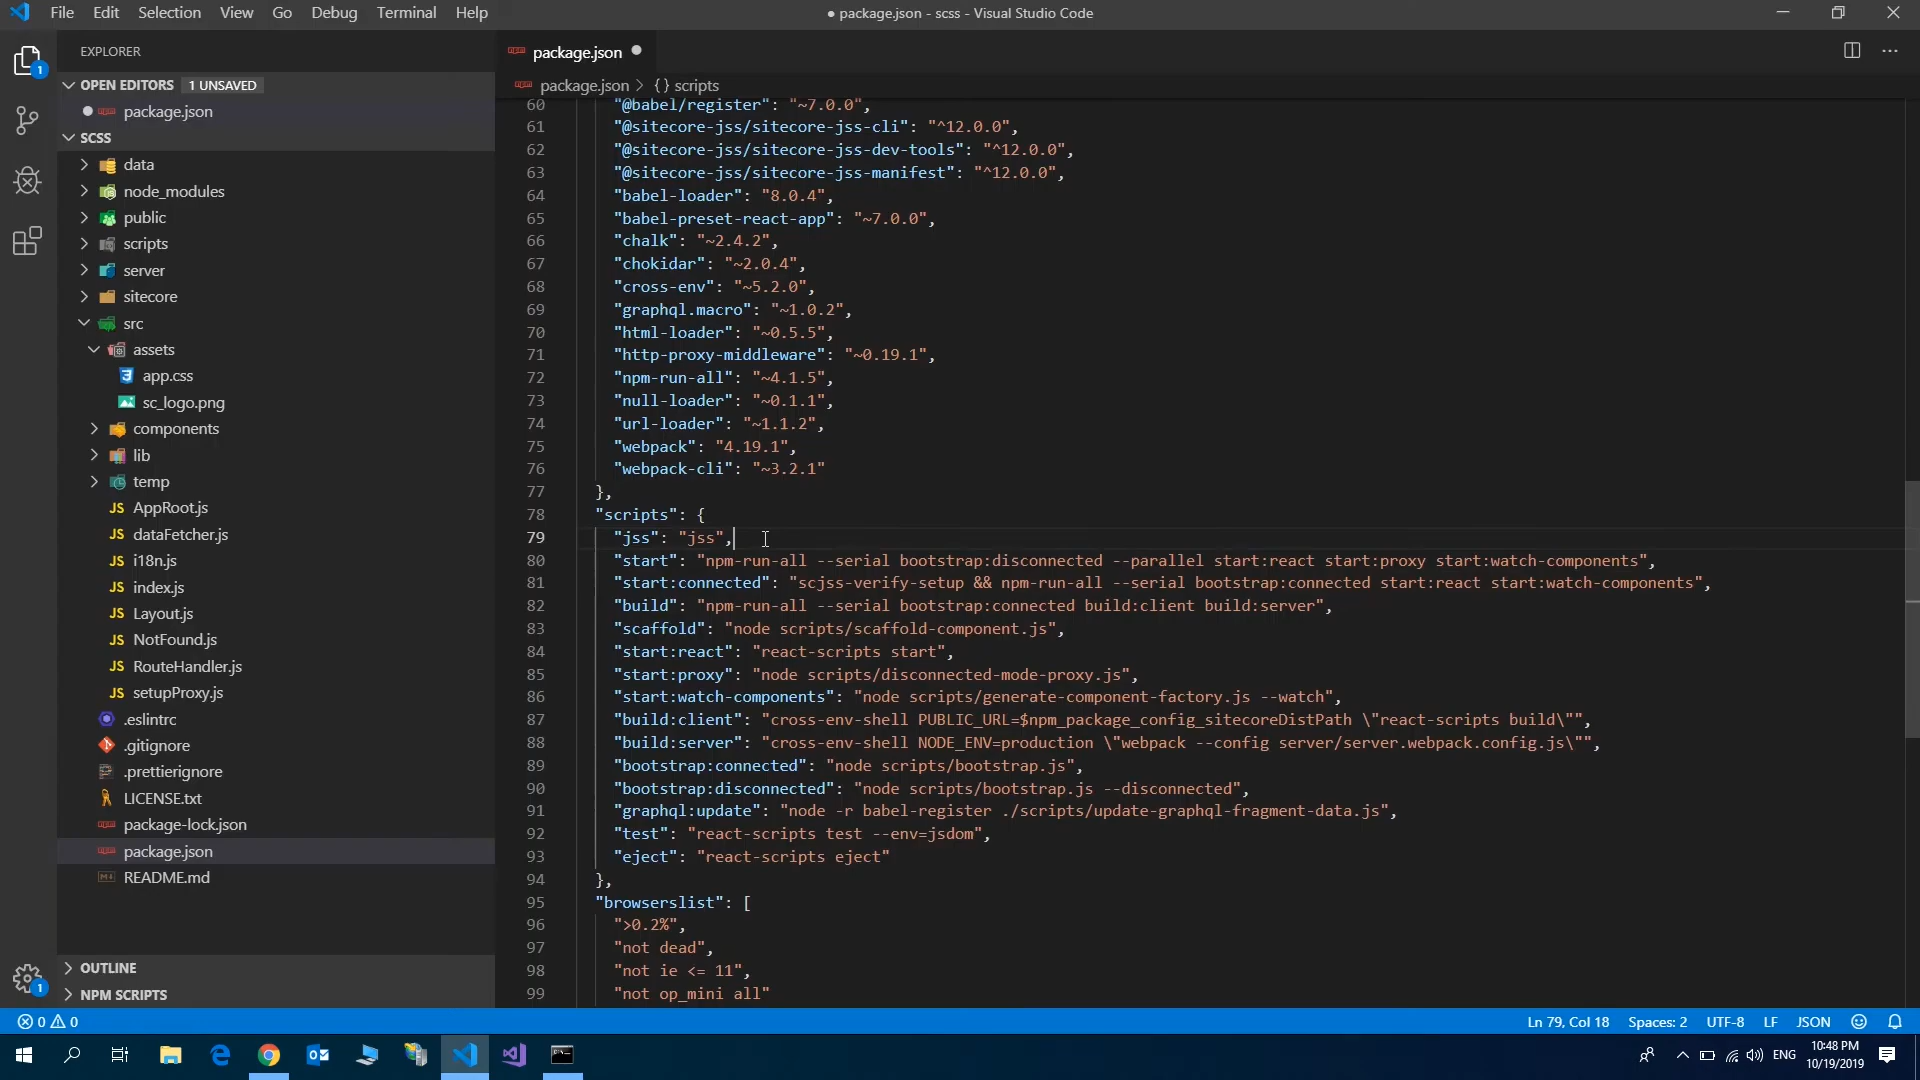 File Edit Selection View Go Debug Terminal Help
● package.json - scss - Visual Studio Code
EXPLORER
OPEN EDITORS 1 UNSAVED
package.json
SCSS
data
node_modules
public
scripts
server
sitecore
src
assets
app.css
sc_logo.png
components
lib
temp
JS AppRoot.js
JS dataFetcher.js
JS i18n.js
JS index.js
JS Layout.js
JS NotFound.js
JS RouteHandler.js
JS setupProxy.js
.eslintrc
.gitignore
.prettierignore
LICENSE.txt
package-lock.json
package.json
README.md
OUTLINE
NPM SCRIPTS
1
1
package.json
package.json > {} scripts
60 "@babel/register": "~7.0.0",
61 "@sitecore-jss/sitecore-jss-cli": "^12.0.0",
62 "@sitecore-jss/sitecore-jss-dev-tools": "^12.0.0",
63 "@sitecore-jss/sitecore-jss-manifest": "^12.0.0",
64 "babel-loader": "8.0.4",
65 "babel-preset-react-app": "~7.0.0",
66 "chalk": "~2.4.2",
67 "chokidar": "~2.0.4",
68 "cross-env": "~5.2.0",
69 "graphql.macro": "~1.0.2",
70 "html-loader": "~0.5.5",
71 "http-proxy-middleware": "~0.19.1",
72 "npm-run-all": "~4.1.5",
73 "null-loader": "~0.1.1",
74 "url-loader": "~1.1.2",
75 "webpack": "4.19.1",
76 "webpack-cli": "~3.2.1"
77 },
78 "scripts": {
79 "jss": "jss",
80 "start": "npm-run-all --serial bootstrap:disconnected --parallel start:react start:proxy start:watch-components",
81 "start:connected": "scjss-verify-setup && npm-run-all --serial bootstrap:connected start:react start:watch-components",
82 "build": "npm-run-all --serial bootstrap:connected build:client build:server",
83 "scaffold": "node scripts/scaffold-component.js",
84 "start:react": "react-scripts start",
85 "start:proxy": "node scripts/disconnected-mode-proxy.js",
86 "start:watch-components": "node scripts/generate-component-factory.js --watch",
87 "build:client": "cross-env-shell PUBLIC_URL=$npm_package_config_sitecoreDistPath \"react-scripts build\"",
88 "build:server": "cross-env-shell NODE_ENV=production \"webpack --config server/server.webpack.config.js\"",
89 "bootstrap:connected": "node scripts/bootstrap.js",
90 "bootstrap:disconnected": "node scripts/bootstrap.js --disconnected",
91 "graphql:update": "node -r babel-register ./scripts/update-graphql-fragment-data.js",
92 "test": "react-scripts test --env=jsdom",
93 "eject": "react-scripts eject"
94 },
95 "browserslist": [
96 ">0.2%",
97 "not dead",
98 "not ie <= 11",
99 "not op_mini all"
0 0
Ln 79, Col 18 Spaces: 2 UTF-8 LF JSON
ENG
10:48 PM
10/19/2019